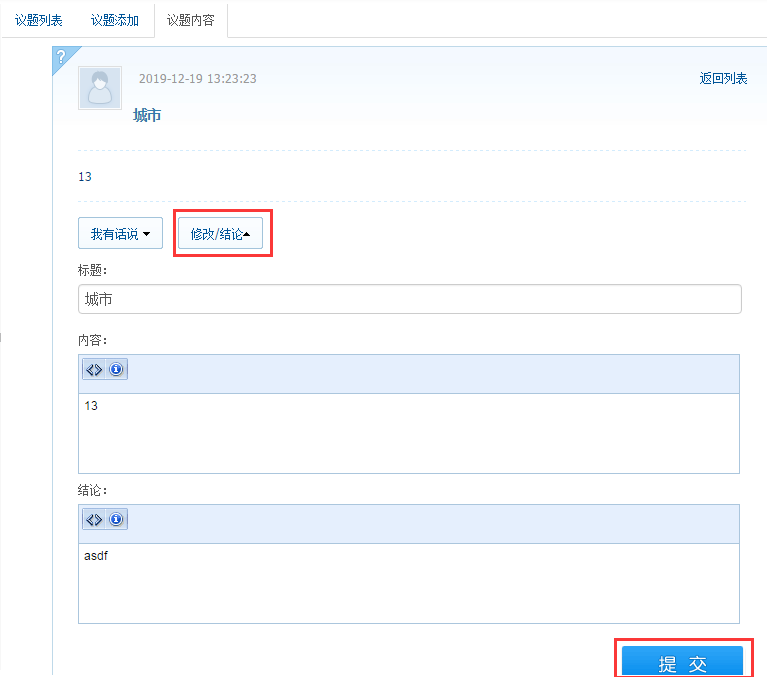 议题列表 议题添加 议题内容
?
2019-12-19 13:23:23 返回列表
城市
13
我有话说 修改/结论
标题：
城市
内容：
13
结论：
asdf
提 交